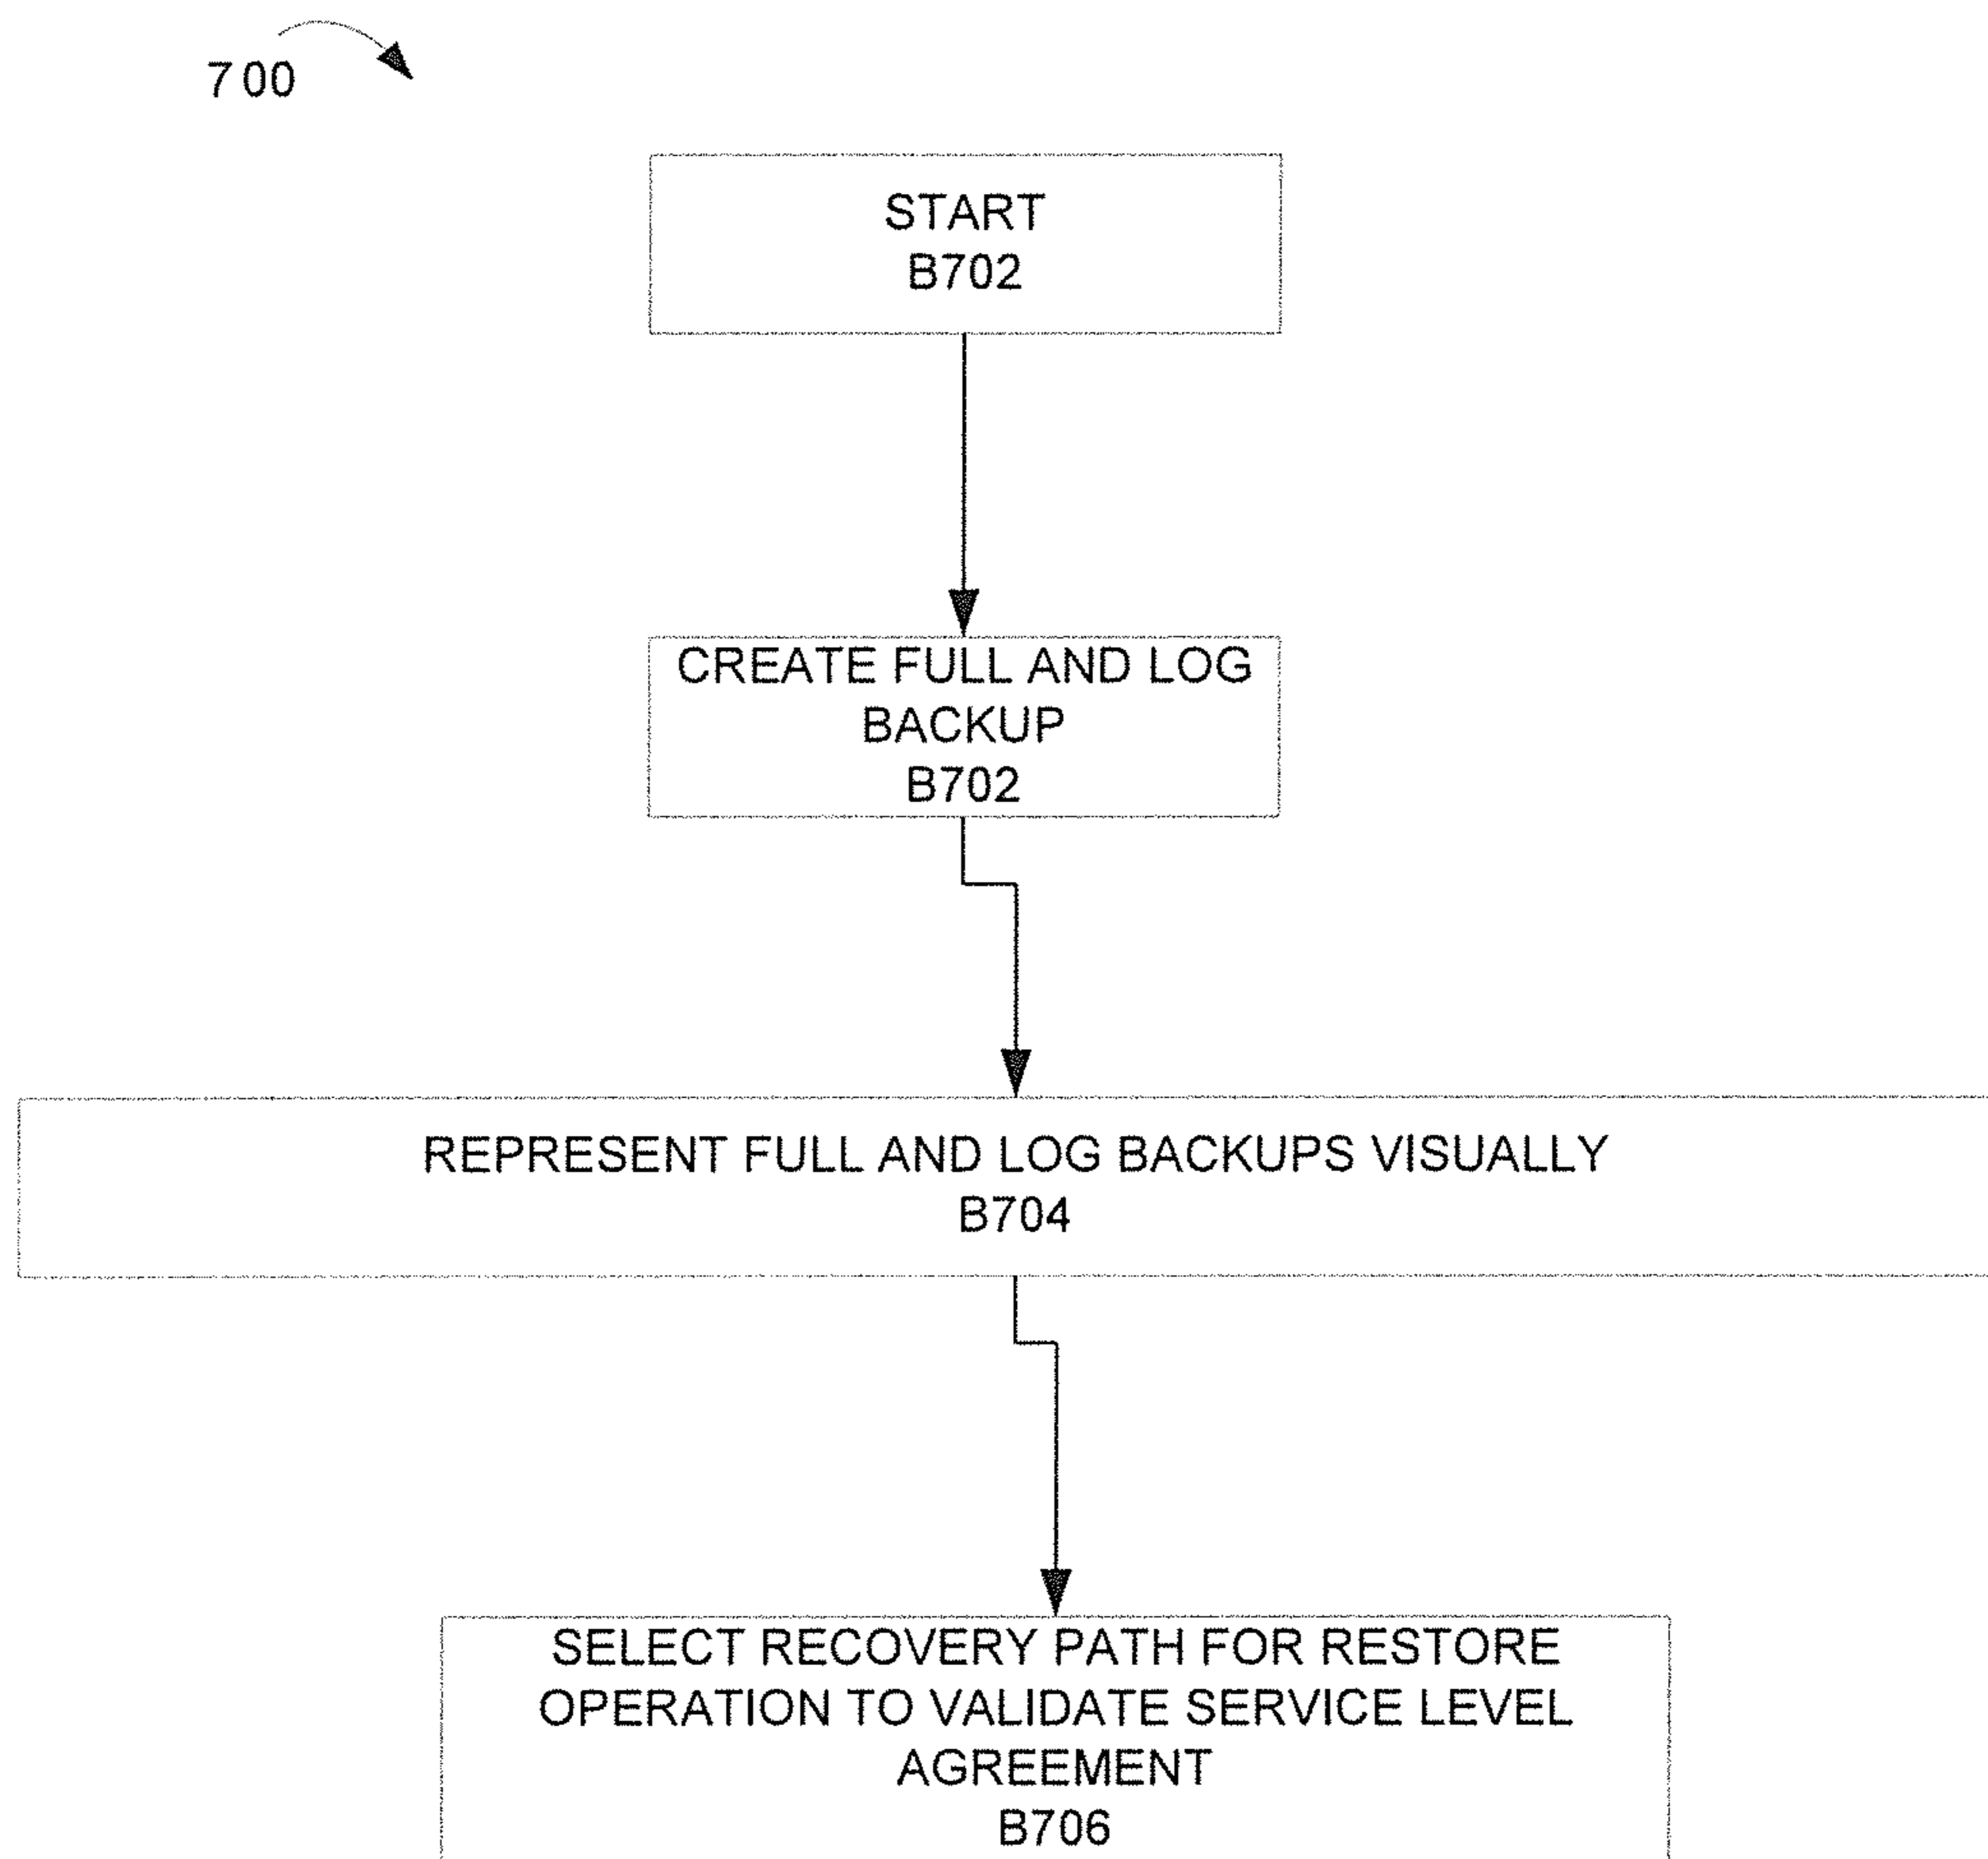 700
START
B702
CREATE FULL AND LOG
BACKUP
B702
REPRESENT FULL AND LOG BACKUPS VISUALLY
B704
SELECT RECOVERY PATH FOR RESTORE
OPERATION TO VALIDATE SERVICE LEVEL
AGREEMENT
B706